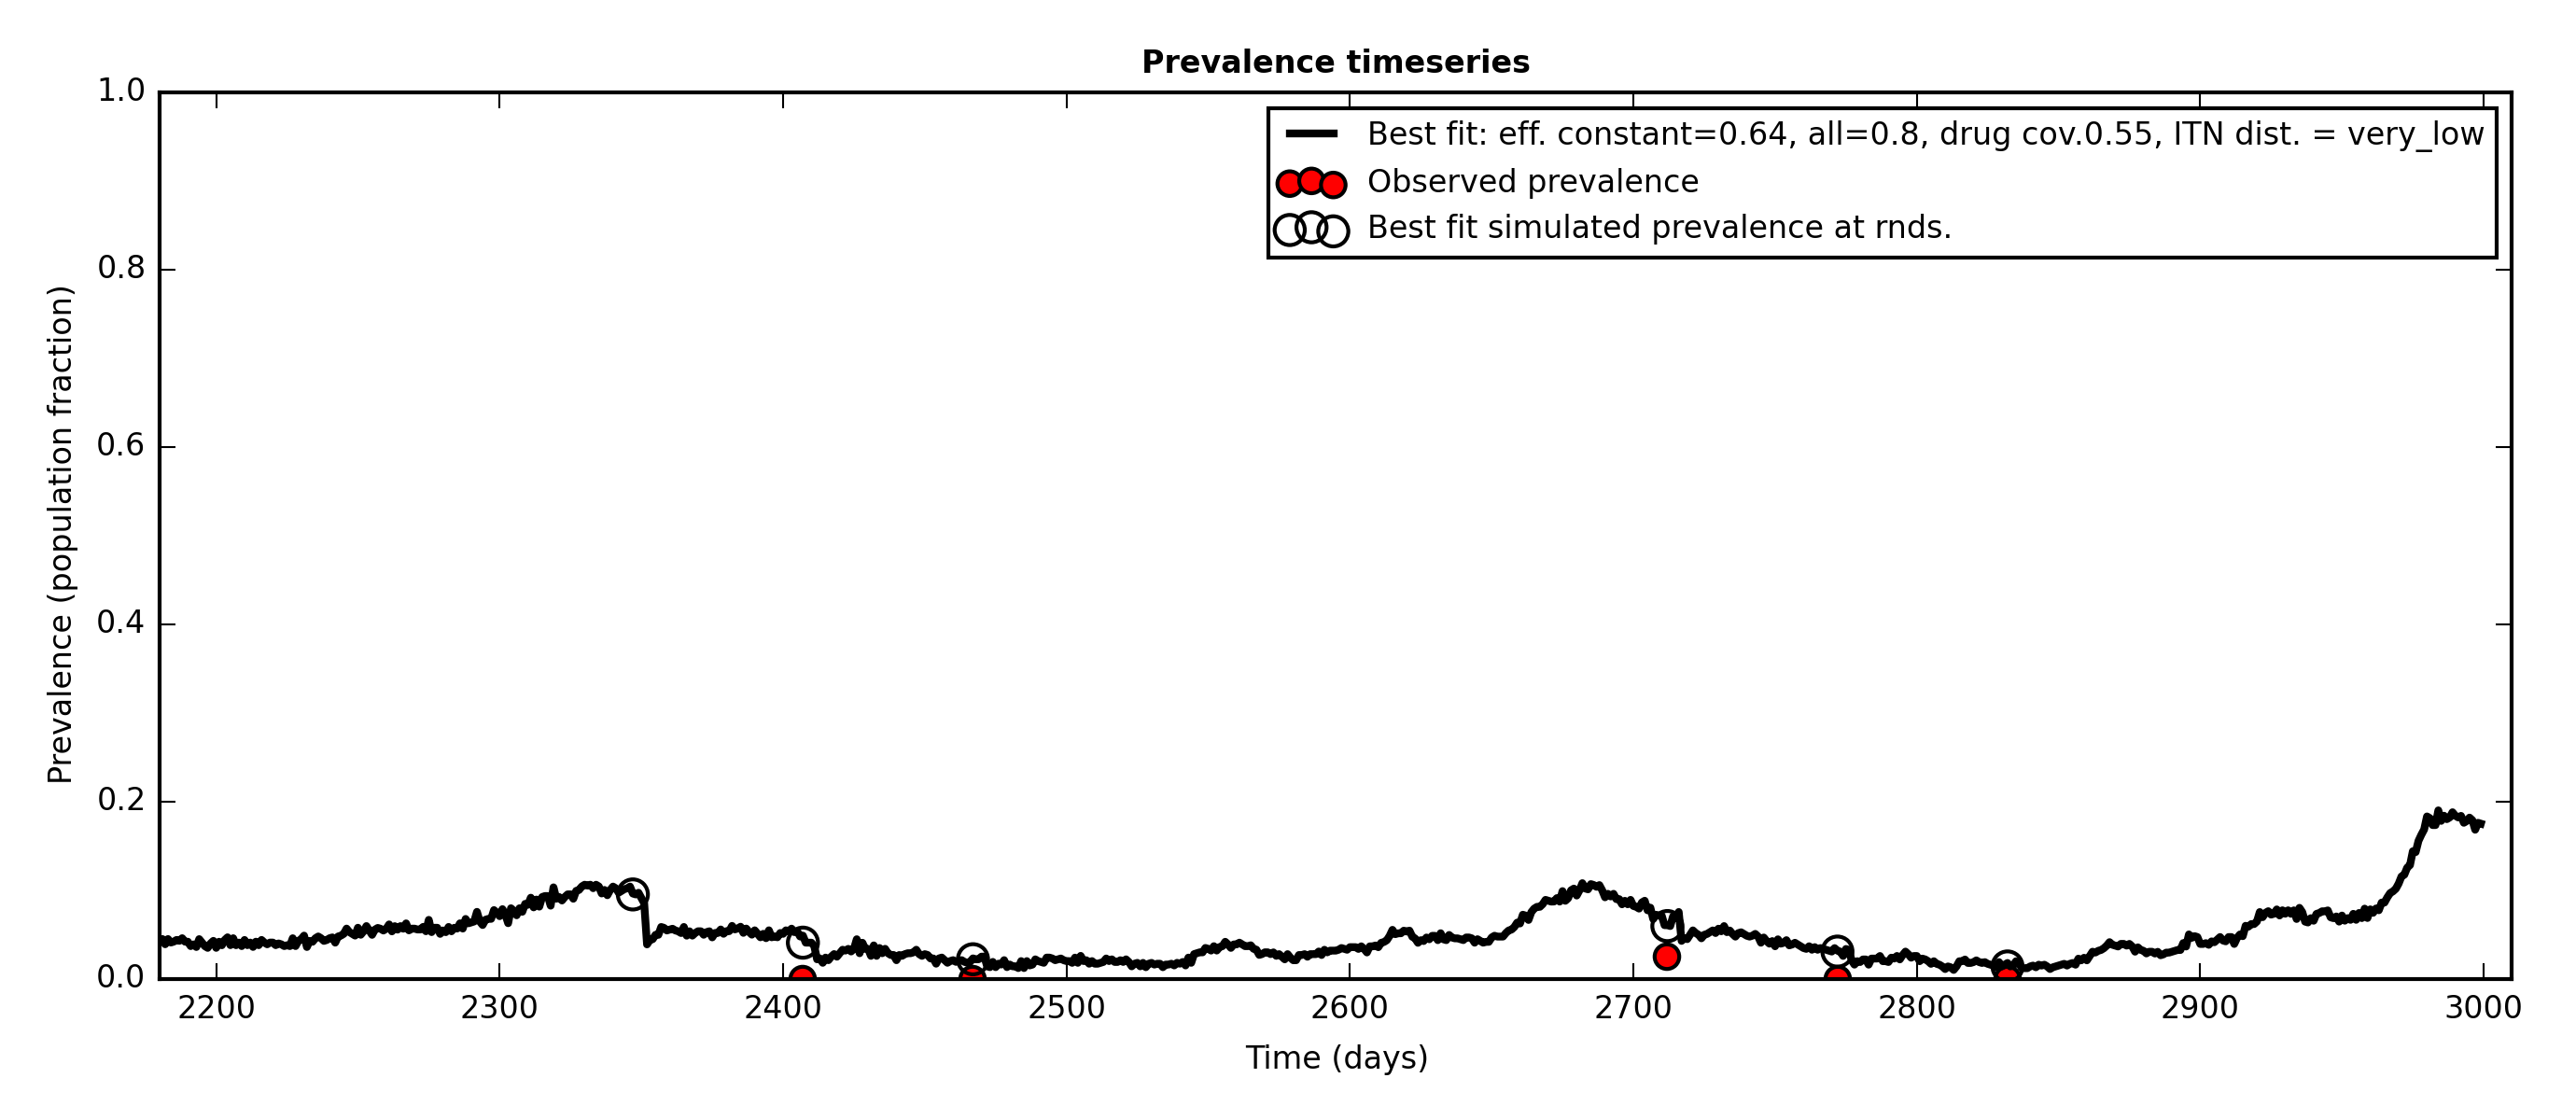 Prevalence timeseries
1.0
0.8
0.6
0.4
0.2
0.0
Prevalence (population fraction)
Best fit: eff. constant=0.64, all=0.8, drug cov.0.55, ITN dist. = very_low
Observed prevalence
Best fit simulated prevalence at rnds.
2200 2300 2400 2500 2600 2700 2800 2900 3000
Time (days)